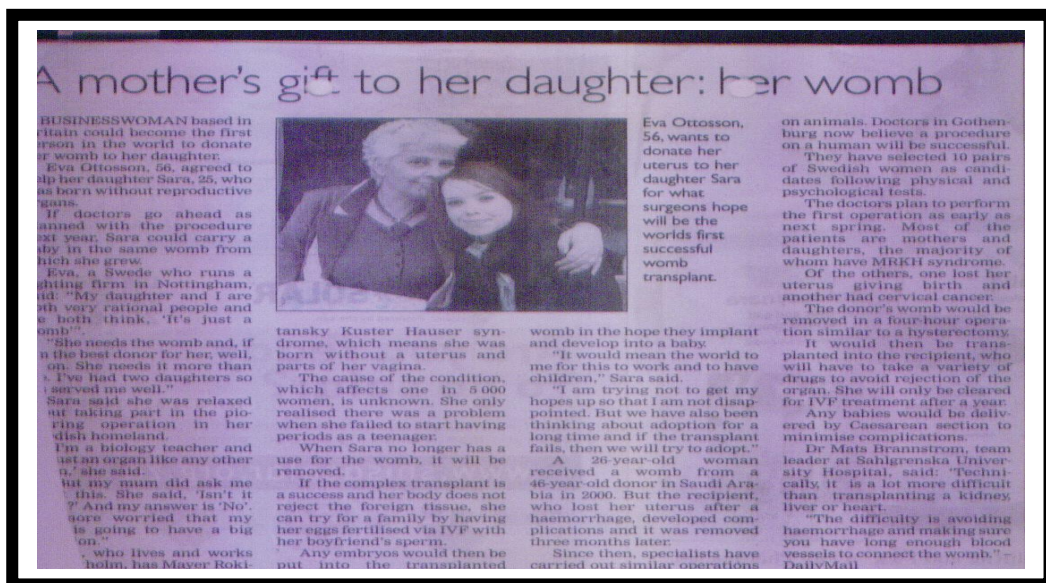 A mother's gift to her daughter: her womb
BUSINESSWOMAN based in
ritain could become the first
rson in the world to donate
er womb to her daughter.
Eva Ottosson, 56, agreed to
elp her daughter Sara, 25, who
as born without reproductive
rgans.
If doctors go ahead as
anned with the procedure
ext year, Sara could carry a
aby in the same womb from
hich she grew.
Eva, a Swede who runs a
ghting firm in Nottingham,
aid: "My daughter and I are
oth very rational people and
e both think, 'It's just a
omb'".
"She needs the womb and, if
m the best donor for her, well,
on. She needs it more than
. I've had two daughters so
s served me well."
Sara said she was relaxed
ut taking part in the pio-
ring operation in her
dish homeland.
I'm a biology teacher and
ust an organ like any other
n,' she said.
but my mum did ask me
this. She said, 'Isn't it
?' And my answer is 'No'.
more worried that my
is going to have a big
on."
, who lives and works
holm, has Mayer Roki-
tansky Kuster Hauser syn-
drome, which means she was
born without a uterus and
parts of her vagina.
The cause of the condition,
which affects one in 5 000
women, is unknown. She only
realised there was a problem
when she failed to start having
periods as a teenager.
When Sara no longer has a
use for the womb, it will be
removed.
If the complex transplant is
a success and her body does not
reject the foreign tissue, she
can try for a family by having
her eggs fertilised via IVF with
her boyfriend's sperm.
Any embryos would then be
put into the transplanted
Eva Ottosson,
56, wants to
donate her
uterus to her
daughter Sara
for what
surgeons hope
will be the
worlds first
successful
womb
transplant.
womb in the hope they implant
and develop into a baby.
"It would mean the world to
me for this to work and to have
children," Sara said.
"I am trying not to get my
hopes up so that I am not disap-
pointed. But we have also been
thinking about adoption for a
long time and if the transplant
fails, then we will try to adopt."
A 26-year-old woman
received a womb from a
46-year-old donor in Saudi Ara-
bia in 2000. But the recipient,
who lost her uterus after a
haemorrhage, developed com-
plications and it was removed
three months later.
Since then, specialists have
carried out similar operations
on animals. Doctors in Gothen-
burg now believe a procedure
on a human will be successful.
They have selected 10 pairs
of Swedish women as candi-
dates following physical and
psychological tests.
The doctors plan to perform
the first operation as early as
next spring. Most of the
patients are mothers and
daughters, the majority of
whom have MRKH syndrome.
Of the others, one lost her
uterus giving birth and
another had cervical cancer.
The donor's womb would be
removed in a four-hour opera-
tion similar to a hysterectomy.
It would then be trans-
planted into the recipient, who
will have to take a variety of
drugs to avoid rejection of the
organ. She will only be cleared
for IVF treatment after a year.
Any babies would be deliv-
ered by Caesarean section to
minimise complications.
Dr Mats Brannstrom, team
leader at Sahlgrenska Univer-
sity Hospital, said: "Techni-
cally, it is a lot more difficult
than transplanting a kidney,
liver or heart.
"The difficulty is avoiding
haemorrhage and making sure
you have long enough blood
vessels to connect the womb." –
DailyMail